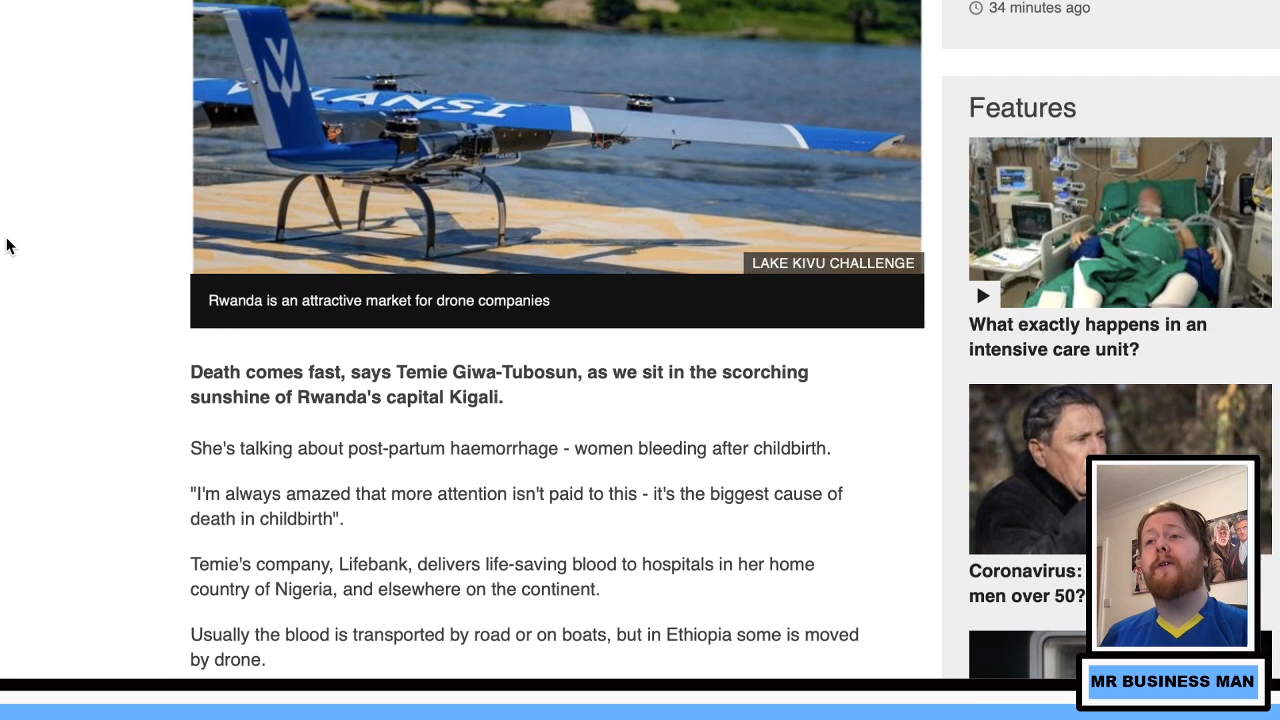 34 minutes ago
Features
LAKE KIVU CHALLENGE
Rwanda is an attractive market for drone companies
What exactly happens in an
intensive care unit?
Death comes fast, says Temie Giwa-Tubosun, as we sit in the scorching
sunshine of Rwanda's capital Kigali.
She's talking about post-partum haemorrhage - women bleeding after childbirth.
"I'm always amazed that more attention isn't paid to this - it's the biggest cause of
death in childbirth".
Temie's company, Lifebank, delivers life-saving blood to hospitals in her home
country of Nigeria, and elsewhere on the continent.
Usually the blood is transported by road or on boats, but in Ethiopia some is moved
by drone.
Coronavirus:
men over 50?
MR BUSINESS MAN